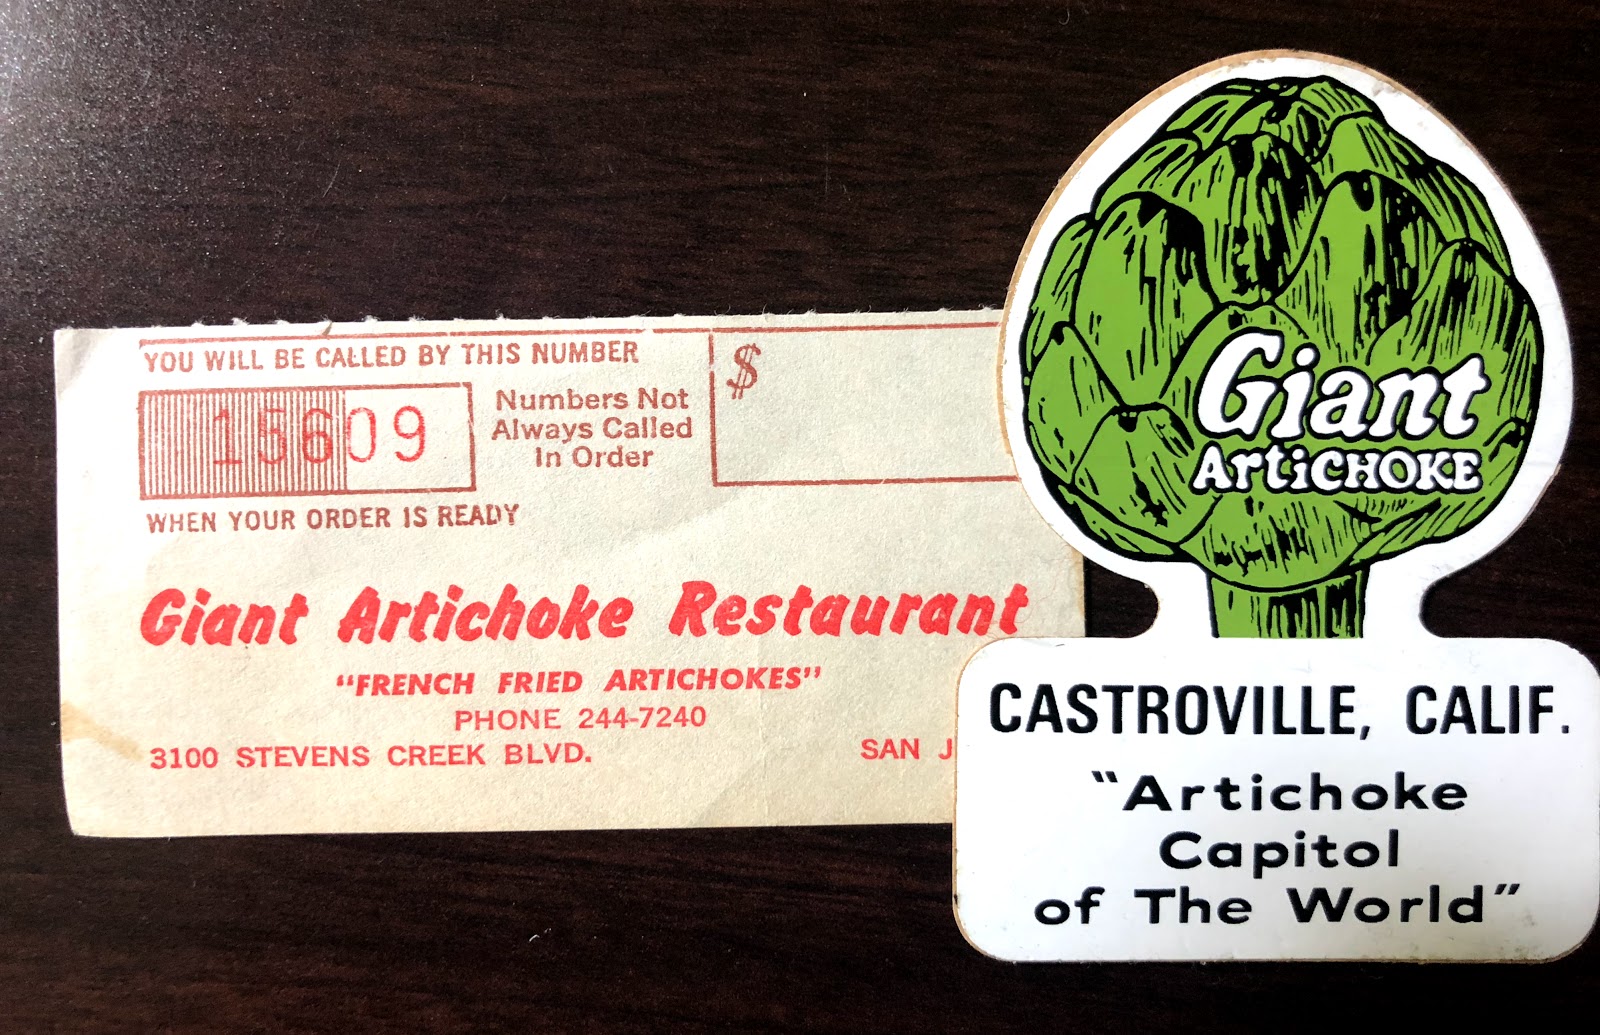 YOU WILL BE CALLED BY THIS NUMBER
15609
Numbers Not
Always Called
In Order
$
WHEN YOUR ORDER IS READY
Giant Artichoke Restaurant
"FRENCH FRIED ARTICHOKES"
PHONE 244-7240
3100 STEVENS CREEK BLVD. SAN J
Giant
ArtiCHOKE
CASTROVILLE, CALIF.
"Artichoke
Capitol
of The World"